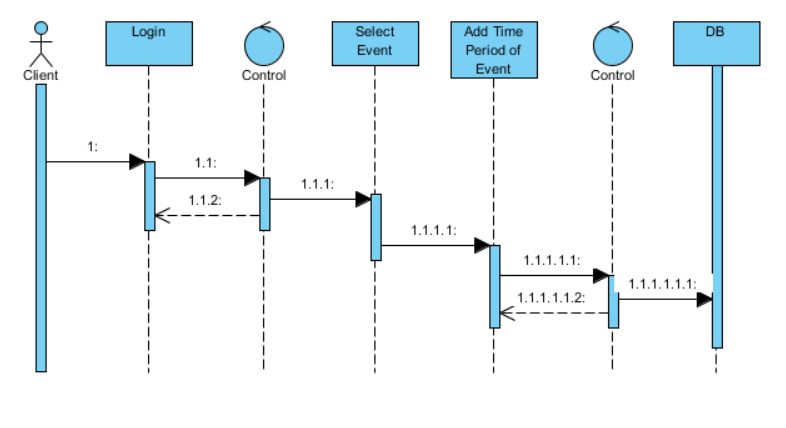 Login
Select
Event
Add Time
Period of
Event
DB
Client
Control
Control
1:
1.1:
1.1.1:
1.1.2:
1.1.1.1:
1.1.1.1.1:
1.1.1.1.1.1:
1.1.1.1.1.2: